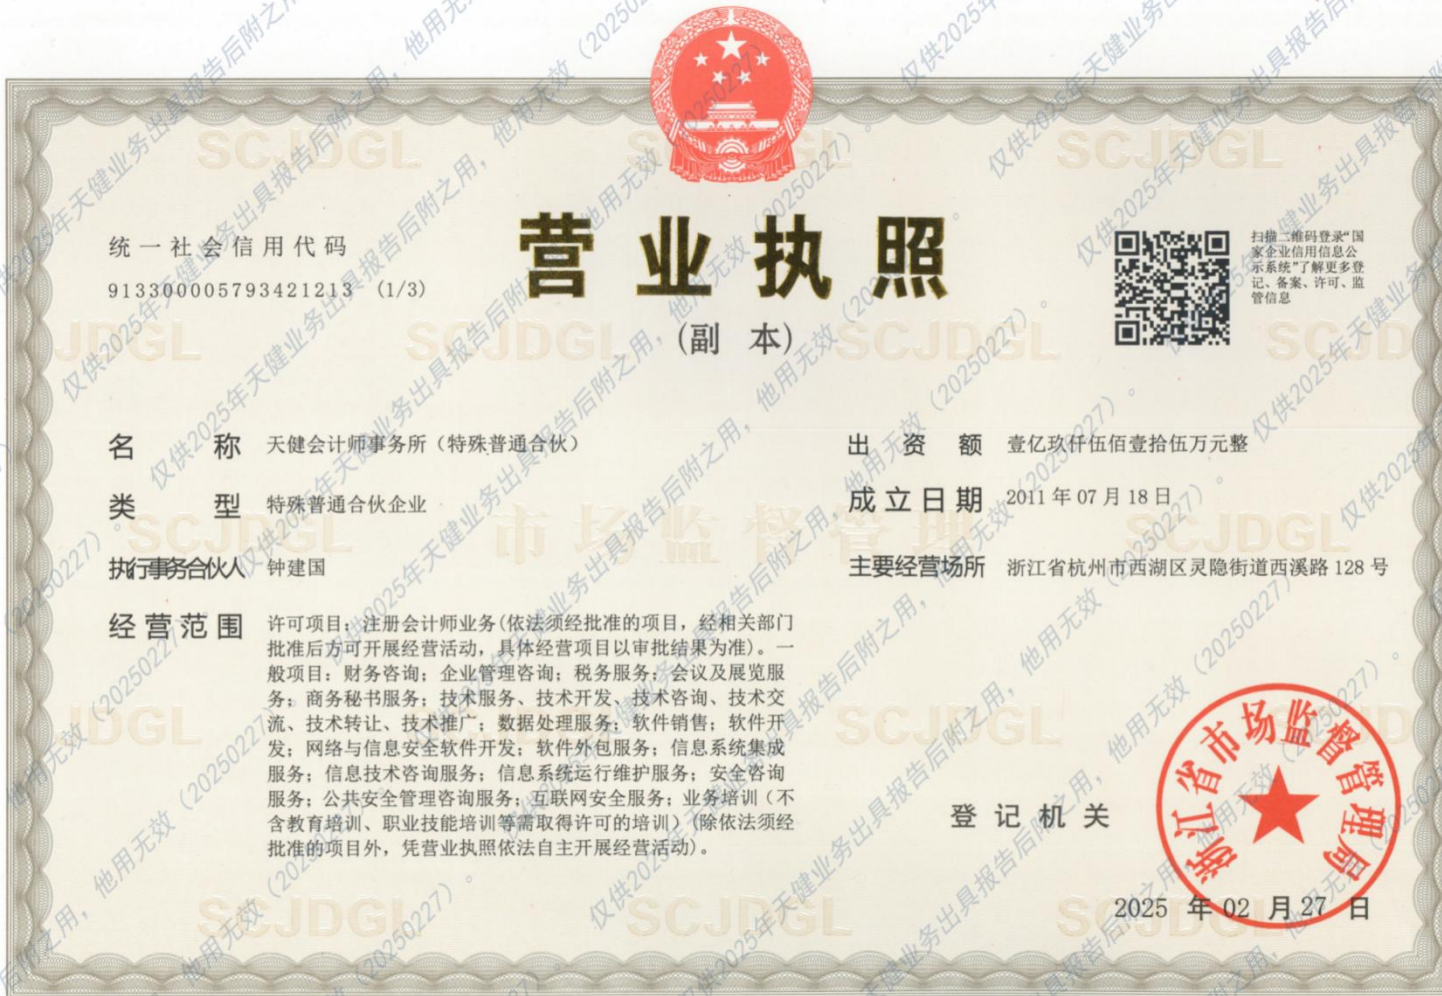 营业执照
(副 本)
统一社会信用代码
913300005793421213 (1/3)
扫描二维码登录“国
家企业信用信息公
示系统”了解更多登
记、备案、许可、监
管信息
名 称 天健会计师事务所（特殊普通合伙）
类 型 特殊普通合伙企业
执行事务合伙人 钟建国
经营范围 许可项目：注册会计师业务(依法须经批准的项目，经相关部门
批准后方可开展经营活动，具体经营项目以审批结果为准)。一
般项目：财务咨询；企业管理咨询；税务服务；会议及展览服
务；商务秘书服务；技术服务、技术开发、技术咨询、技术交
流、技术转让、技术推广；数据处理服务；软件销售；软件开
发；网络与信息安全软件开发；软件外包服务；信息系统集成
服务；信息技术咨询服务；信息系统运行维护服务；安全咨询
服务；公共安全管理咨询服务；互联网安全服务；业务培训（不
含教育培训、职业技能培训等需取得许可的培训）(除依法须经
批准的项目外，凭营业执照依法自主开展经营活动)。
出 资 额 壹亿玖仟伍佰壹拾伍万元整
成立日期 2011 年 07 月 18 日
主要经营场所 浙江省杭州市西湖区灵隐街道西溪路 128 号
登记机关
浙江省市场监督管理局
2025 年 02 月 27 日
市场监督管理
SCJDGL
仅供2025年天健业务出具报告后附之用，他用无效（20250227）。